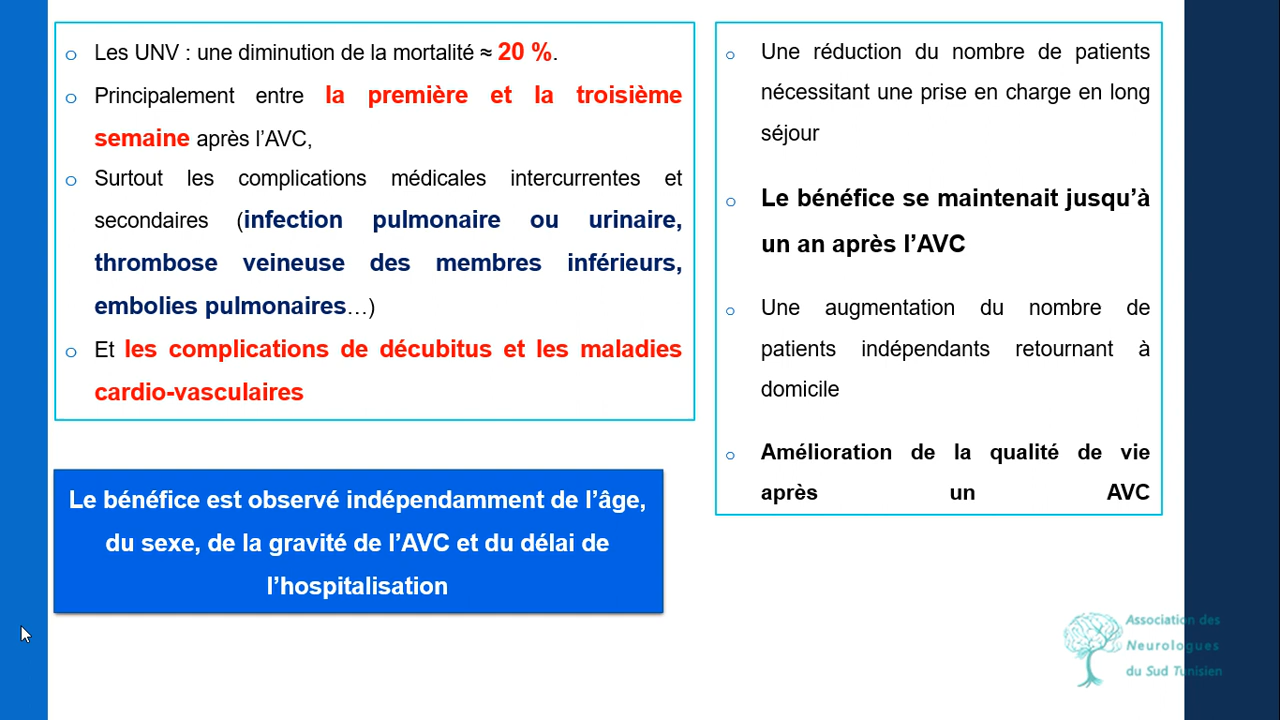 Les UNV : une diminution de la mortalité ≈ 20 %.
Principalement entre la première et la troisième
semaine après l’AVC,
Surtout les complications médicales intercurrentes et
secondaires (infection pulmonaire ou urinaire,
thrombose veineuse des membres inférieurs,
embolies pulmonaires…)
Et les complications de décubitus et les maladies
cardio-vasculaires
Le bénéfice est observé indépendamment de l’âge,
du sexe, de la gravité de l’AVC et du délai de
l’hospitalisation
Une réduction du nombre de patients
nécessitant une prise en charge en long
séjour
Le bénéfice se maintenait jusqu’à
un an après l’AVC
Une augmentation du nombre de
patients indépendants retournant à
domicile
Amélioration de la qualité de vie
après un AVC
Association des
Neurologues
du Sud Tunisien